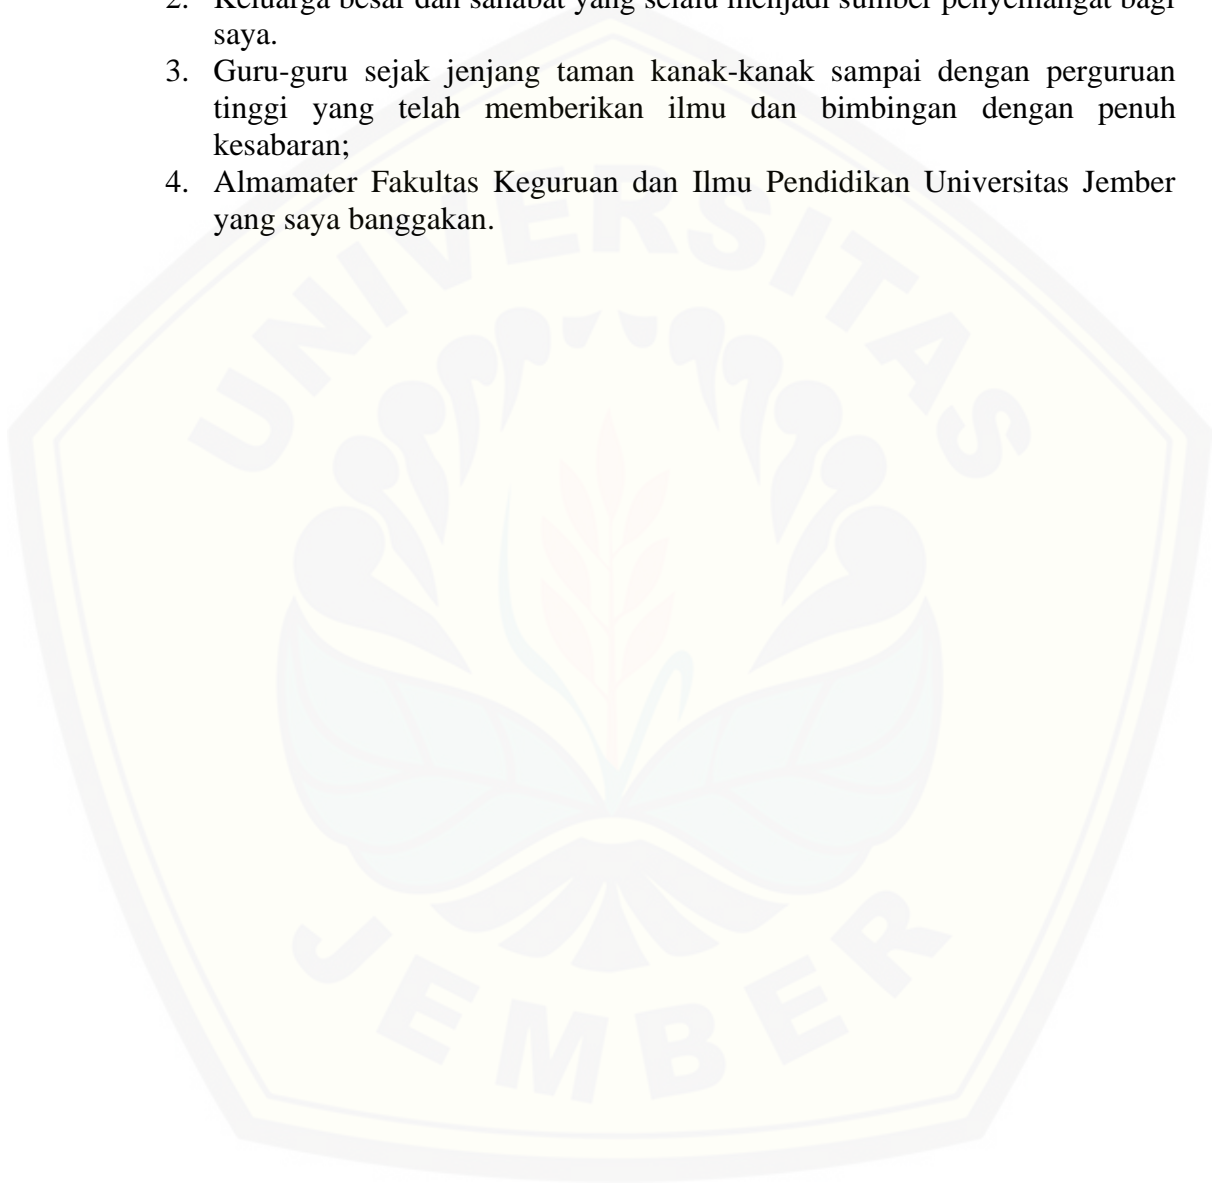 2. Keluarga besar dan sahabat yang selalu menjadi sumber penyemangat bagi
saya.
3. Guru-guru sejak jenjang taman kanak-kanak sampai dengan perguruan
tinggi yang telah memberikan ilmu dan bimbingan dengan penuh
kesabaran;
4. Almamater Fakultas Keguruan dan Ilmu Pendidikan Universitas Jember
yang saya banggakan.
UNIVERSITAS
JEMBER